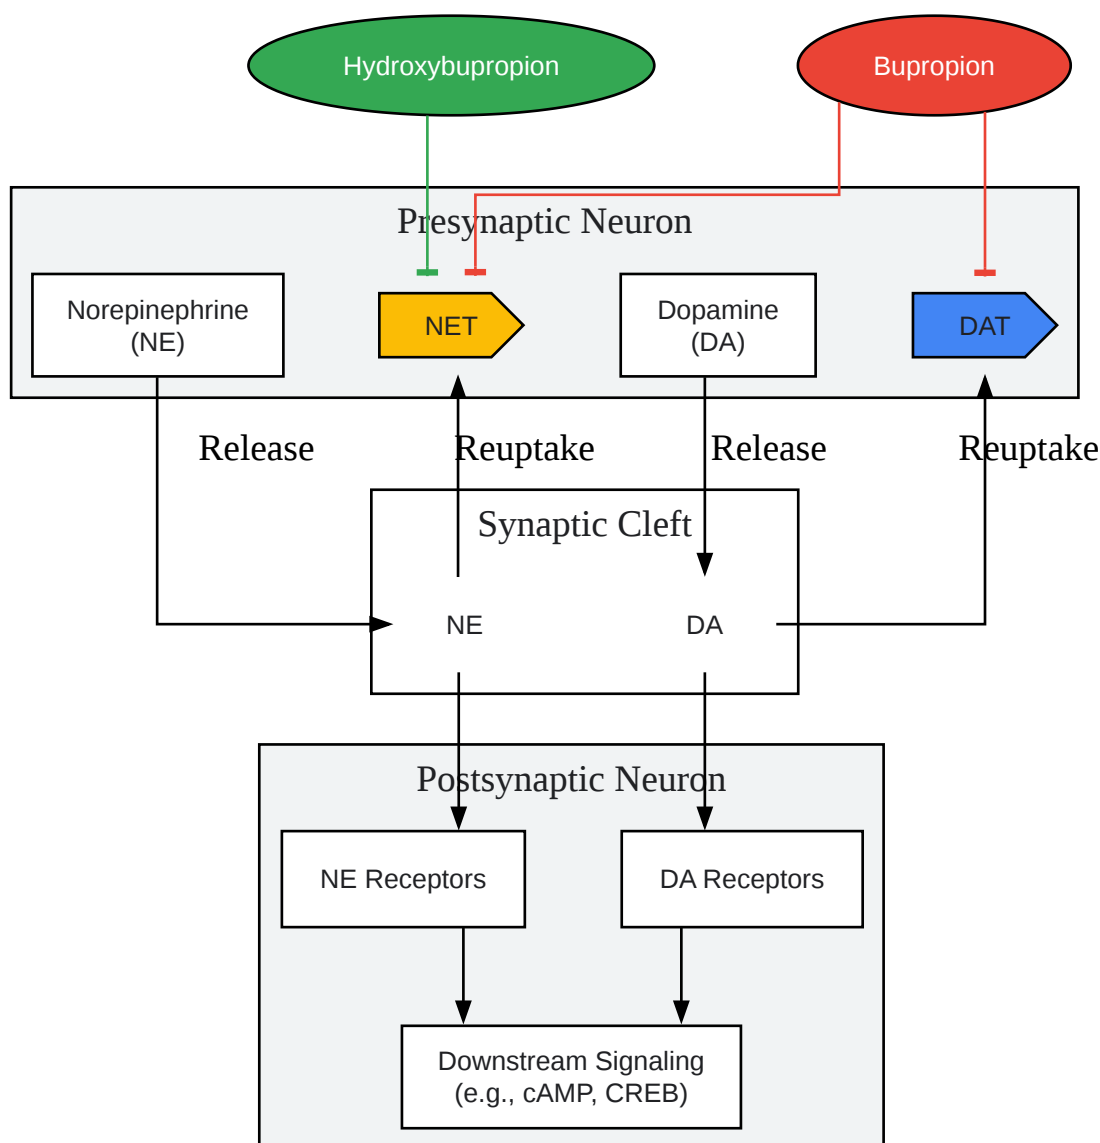 Hydroxybupropion
Bupropion
Presynaptic Neuron
Norepinephrine
(NE)
NET
Dopamine
(DA)
DAT
Release
Reuptake
Release
Reuptake
Synaptic Cleft
NE
DA
Postsynaptic Neuron
NE Receptors
DA Receptors
Downstream Signaling
(e.g., cAMP, CREB)